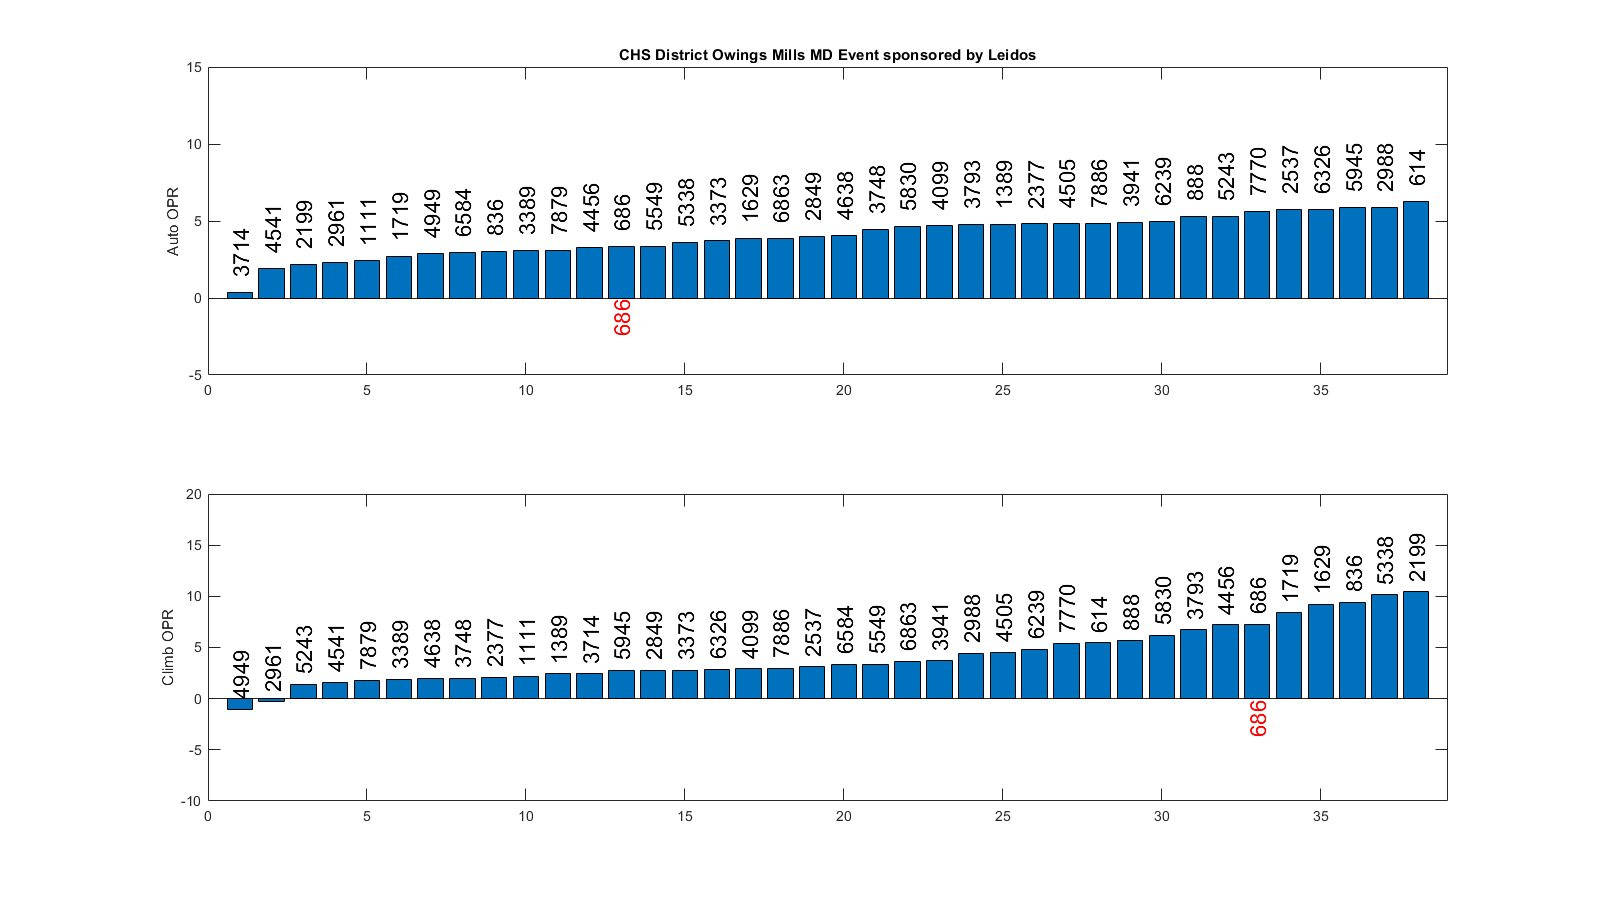 CHS District Owings Mills MD Event sponsored by Leidos
15
10
5
0
-5
Auto OPR
3714 4541 2199 2961 1111 1719 4949 6584 836 3389 7879 4456 686 5549 5338 3373 1629 6863 2849 4638 3748 5830 4099 3793 1389 2377 4505 7886 3941 6239 888 5243 7770 2537 6326 5945 2988 614
686
0 5 10 15 20 25 30 35
20
15
10
5
0
-5
-10
Climb OPR
4949 2961 5243 4541 7879 3389 4638 3748 2377 1111 1389 3714 5945 2849 3373 6326 4099 7886 2537 6584 5549 6863 3941 2988 4505 6239 7770 614 888 5830 3793 4456 686 1719 1629 836 5338 2199
686
0 5 10 15 20 25 30 35